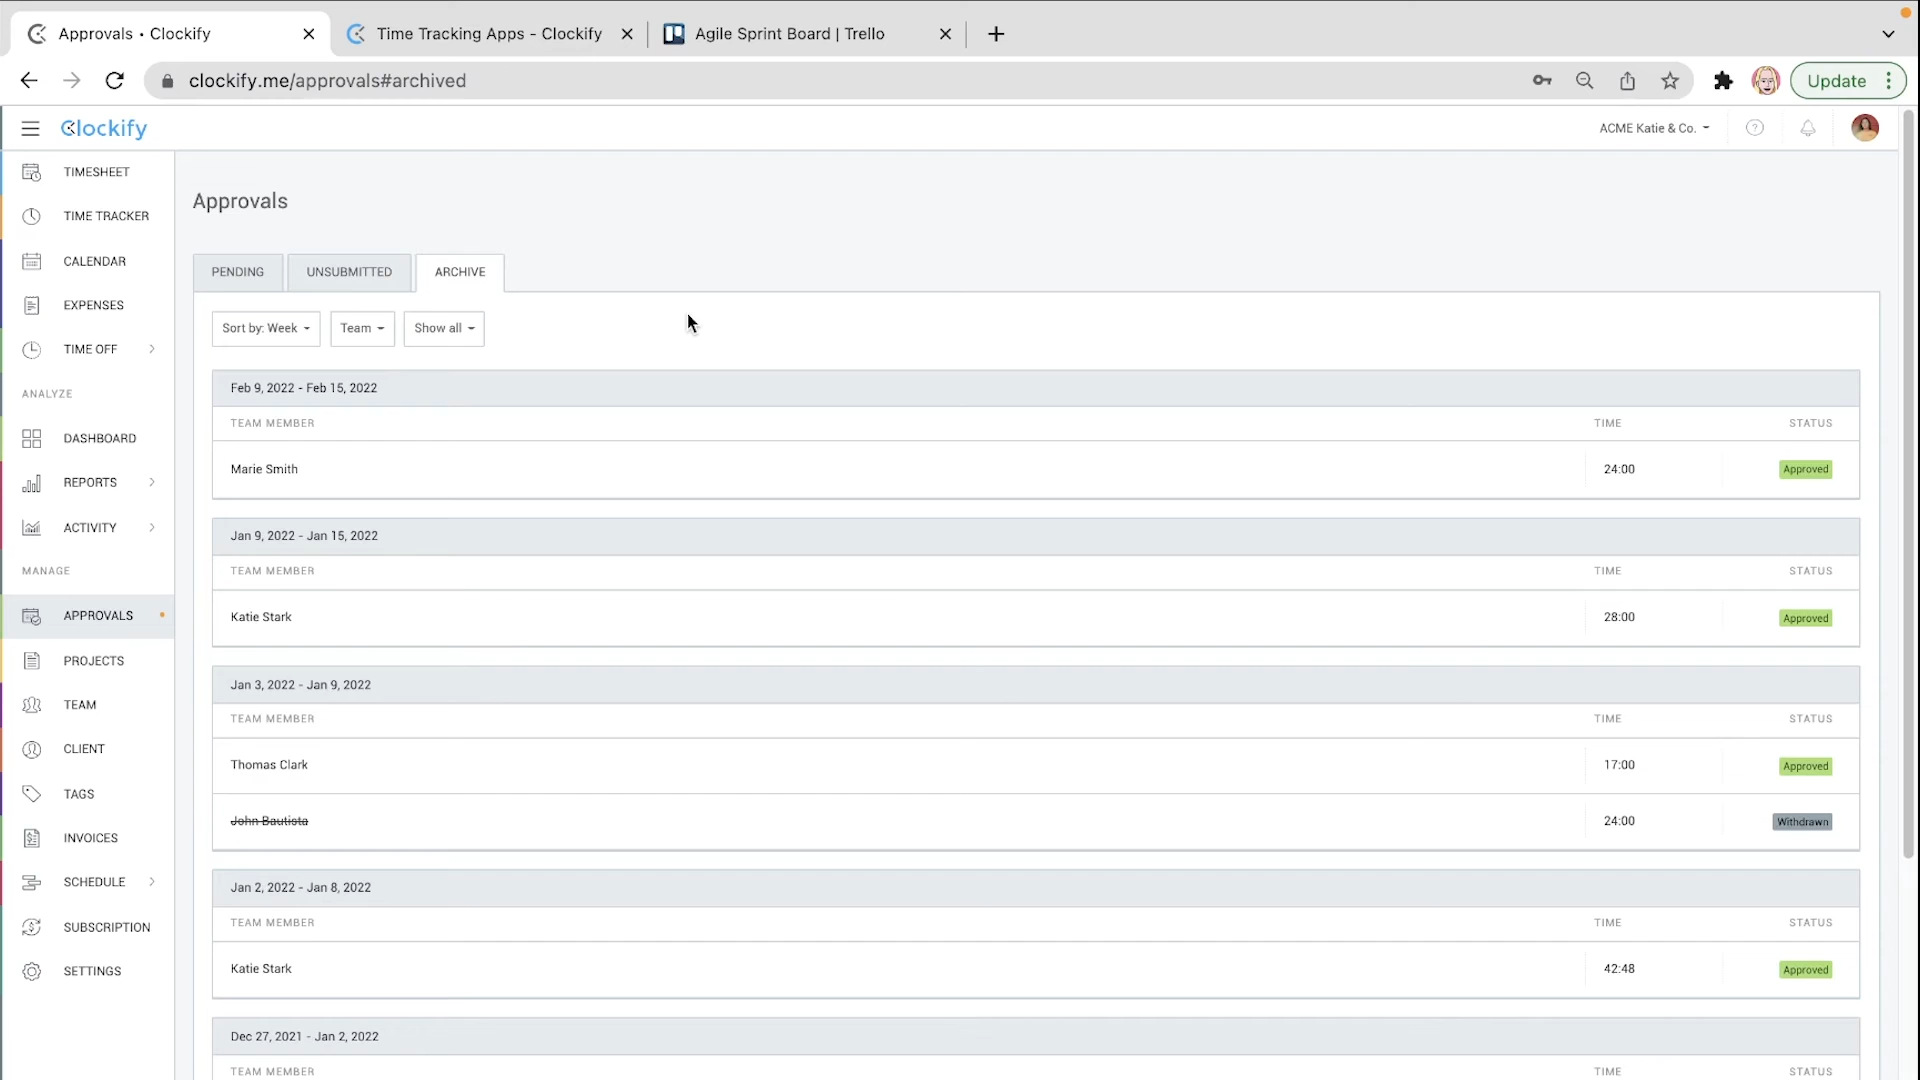 Approvals • Clockify
Time Tracking Apps - Clockify
Agile Sprint Board | Trello
clockify.me/approvals#archived
Update
Clockify
ACME Katie & Co.
TIMESHEET
TIME TRACKER
CALENDAR
EXPENSES
TIME OFF
ANALYZE
DASHBOARD
REPORTS
ACTIVITY
MANAGE
APPROVALS
PROJECTS
TEAM
CLIENT
TAGS
INVOICES
SCHEDULE
SUBSCRIPTION
SETTINGS
Approvals
PENDING UNSUBMITTED ARCHIVE
Sort by: Week Team Show all
Feb 9, 2022 - Feb 15, 2022
TEAM MEMBER TIME STATUS
Marie Smith 24:00 Approved
Jan 9, 2022 - Jan 15, 2022
TEAM MEMBER TIME STATUS
Katie Stark 28:00 Approved
Jan 3, 2022 - Jan 9, 2022
TEAM MEMBER TIME STATUS
Thomas Clark 17:00 Approved
John Bautista 24:00 Withdrawn
Jan 2, 2022 - Jan 8, 2022
TEAM MEMBER TIME STATUS
Katie Stark 42:48 Approved
Dec 27, 2021 - Jan 2, 2022
TEAM MEMBER TIME STATUS